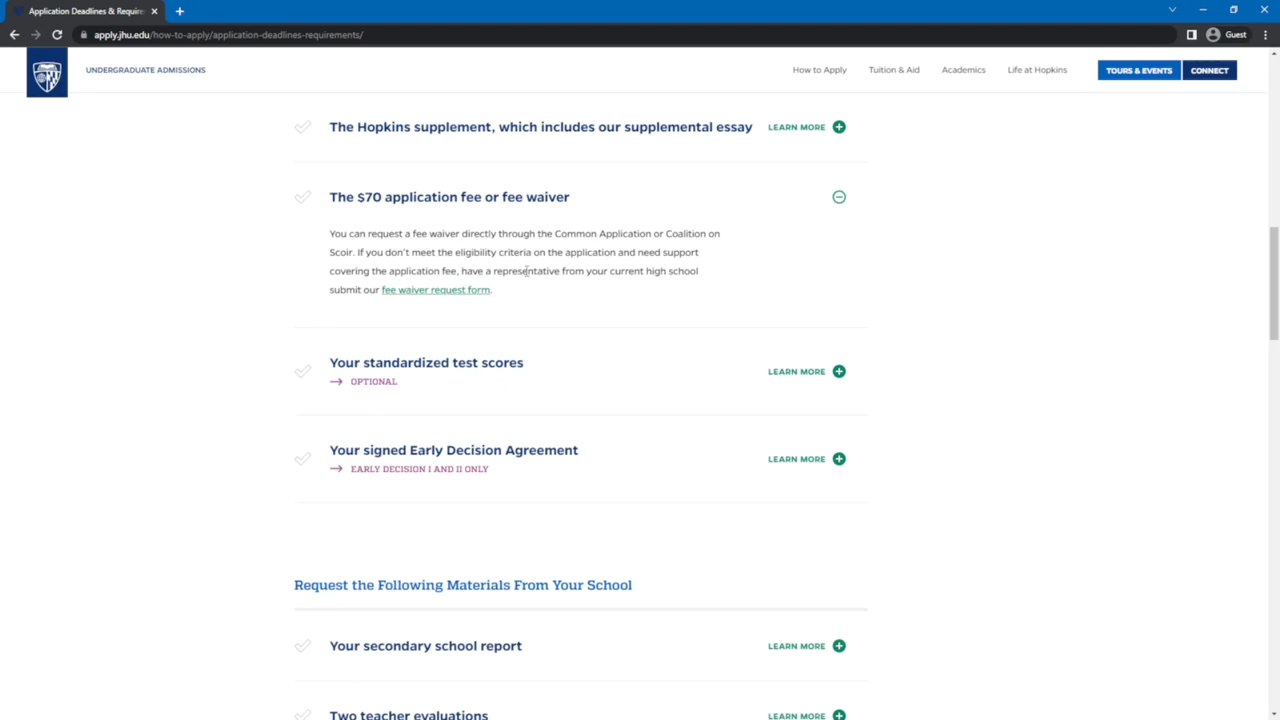 Application Deadlines & Require
apply.jhu.edu/how-to-apply/application-deadlines-requirements/
Guest
UNDERGRADUATE ADMISSIONS
How to Apply
Tuition & Aid
Academics
Life at Hopkins
TOURS & EVENTS
CONNECT
The Hopkins supplement, which includes our supplemental essay
LEARN MORE
The $70 application fee or fee waiver
You can request a fee waiver directly through the Common Application or Coalition on
Scoir. If you don't meet the eligibility criteria on the application and need support
covering the application fee, have a representative from your current high school
submit our fee waiver request form.
Your standardized test scores
OPTIONAL
LEARN MORE
Your signed Early Decision Agreement
EARLY DECISION I AND II ONLY
LEARN MORE
Request the Following Materials From Your School
Your secondary school report
LEARN MORE
Two teacher evaluations
LEARN MORE